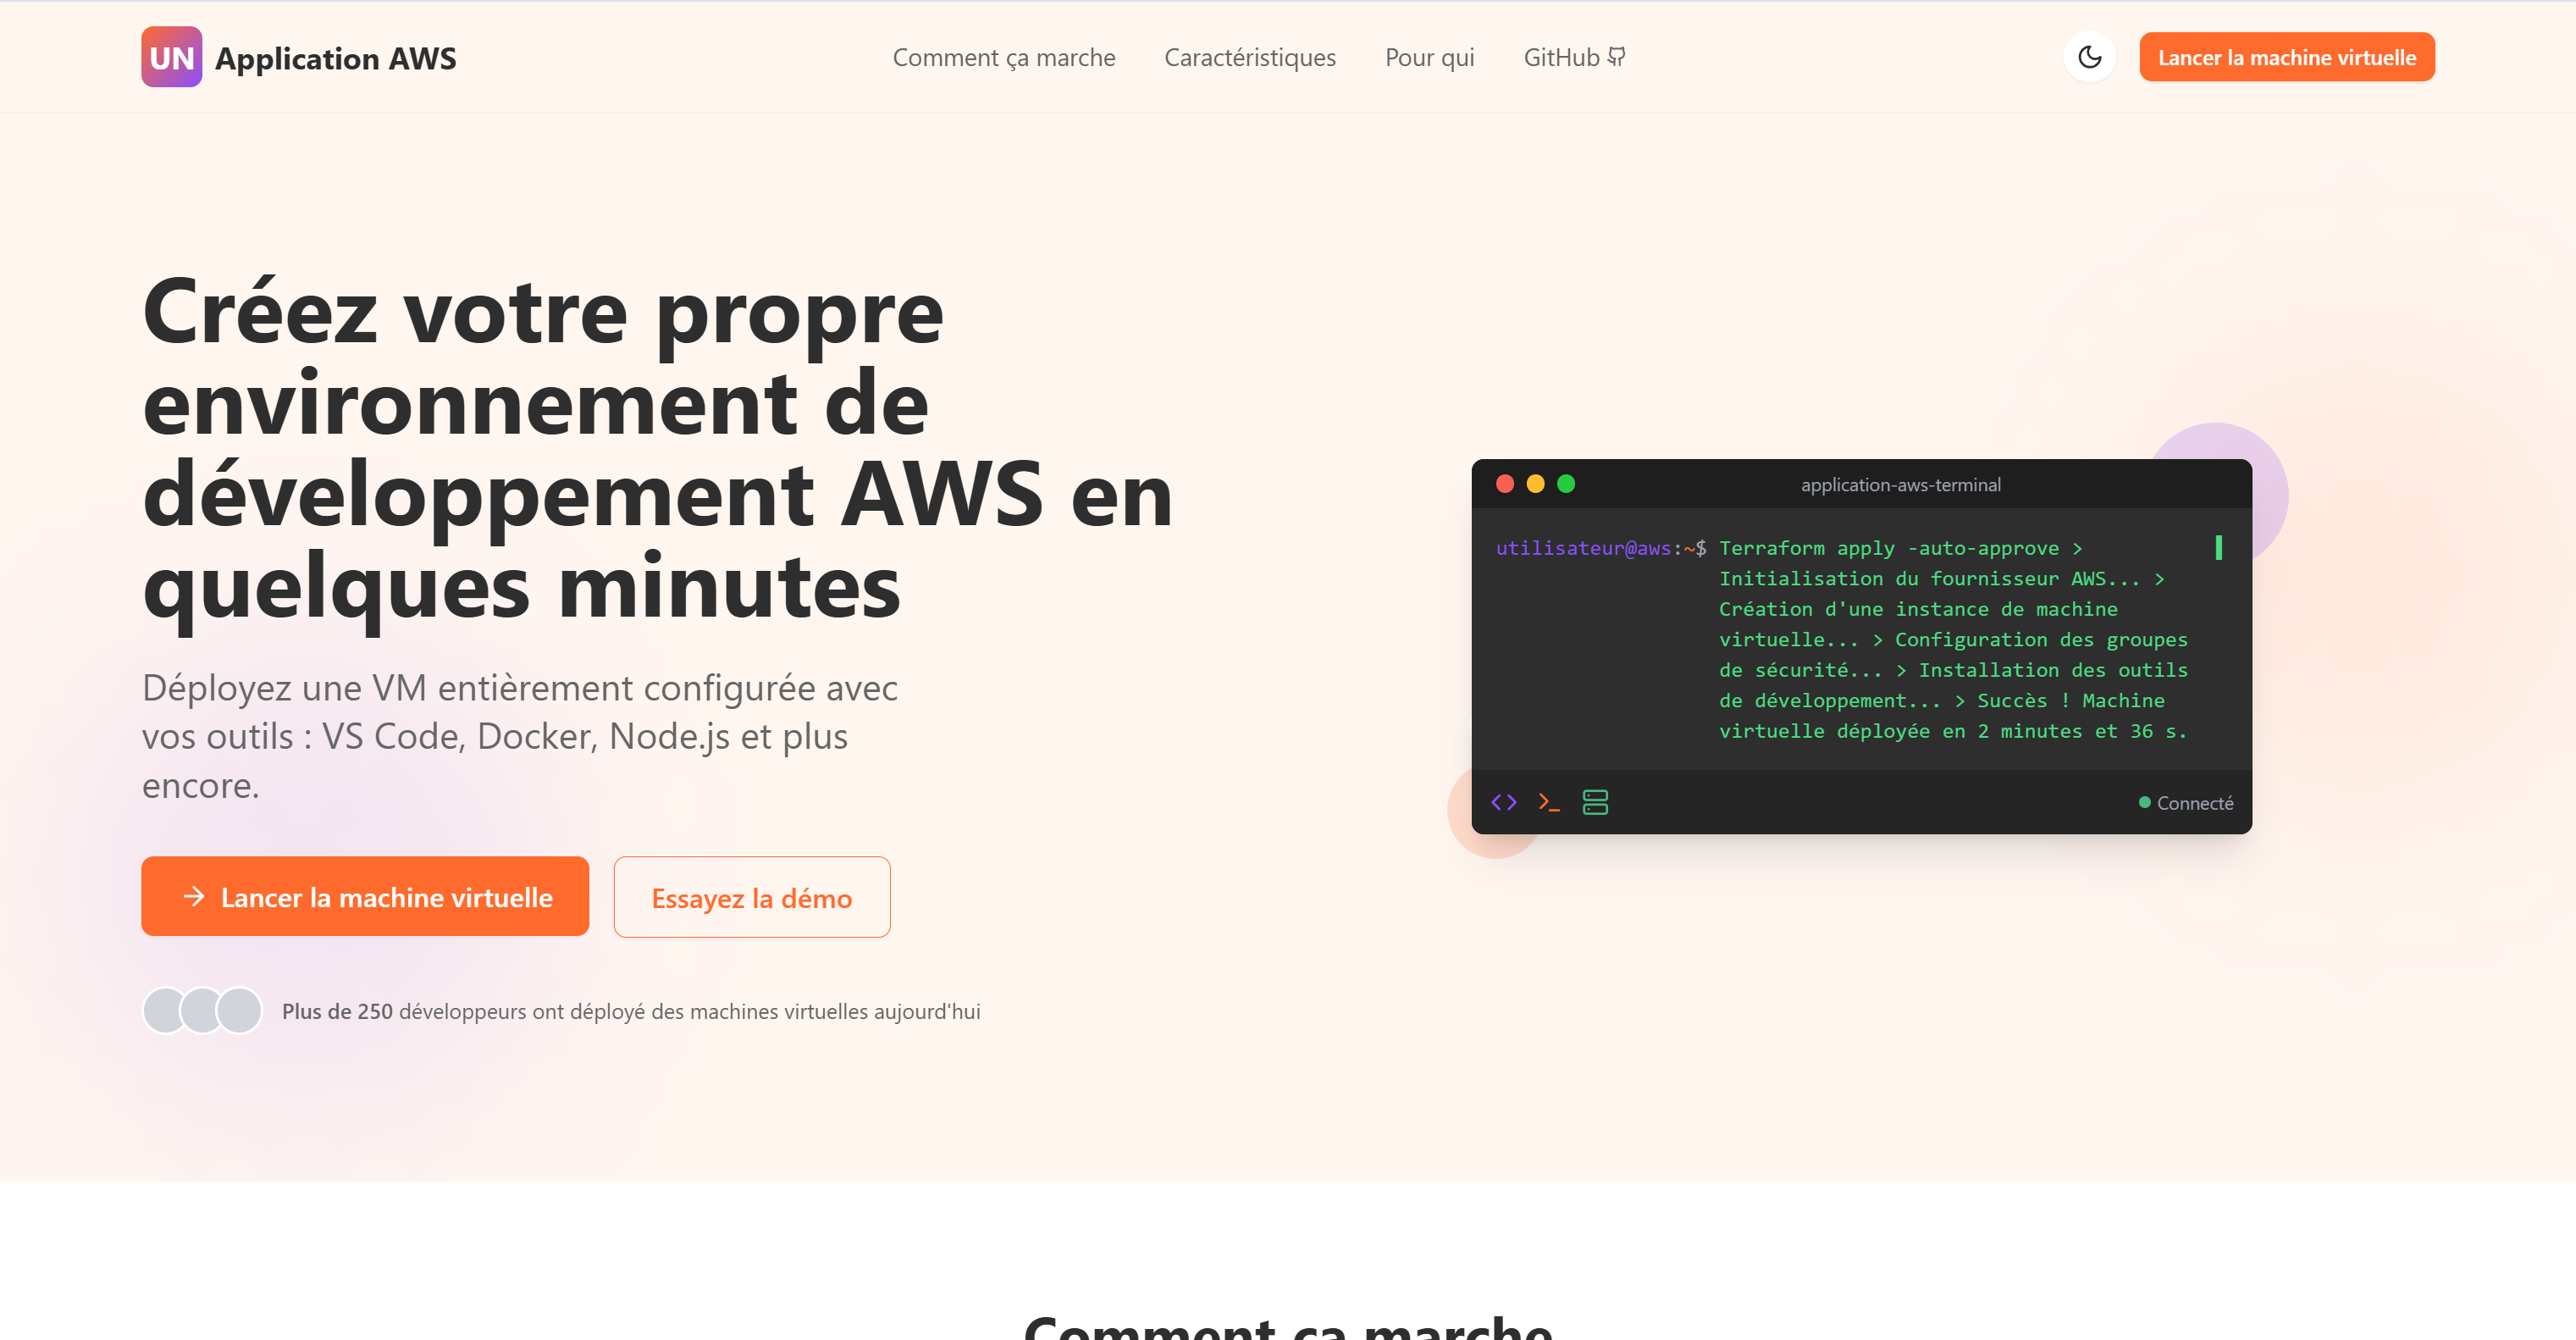 UN Application AWS
Comment ça marche
Caractéristiques
Pour qui
GitHub
Lancer la machine virtuelle
Créez votre propre
environnement de
développement AWS en
quelques minutes
Déployez une VM entièrement configurée avec
vos outils : VS Code, Docker, Node.js et plus
encore.
Lancer la machine virtuelle
Essayez la démo
Plus de 250 développeurs ont déployé des machines virtuelles aujourd'hui
application-aws-terminal
utilisateur@aws:~$ Terraform apply -auto-approve >
Initialisation du fournisseur AWS... >
Création d'une instance de machine
virtuelle... > Configuration des groupes
de sécurité... > Installation des outils
de développement... > Succès ! Machine
virtuelle déployée en 2 minutes et 36 s.
Connecté
Comment ça marche